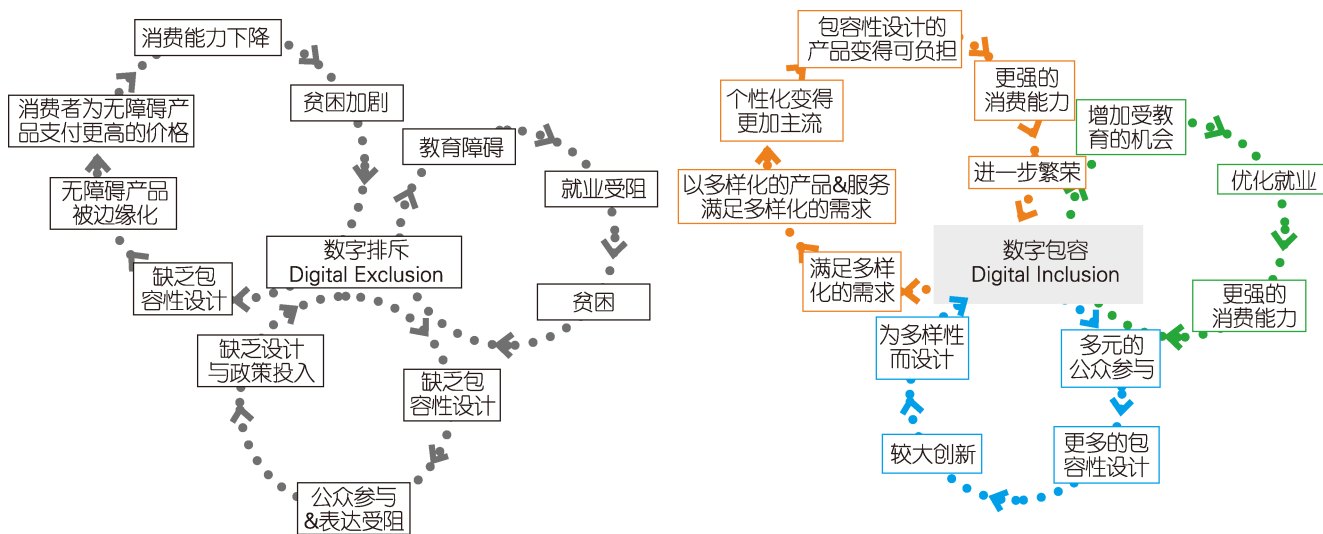 消费能力下降
贫困加剧
消费者为无障碍产
品支付更高的价格
无障碍产品
被边缘化
缺乏包
容性设计
教育障碍
就业受阻
贫困
数字排斥
Digital Exclusion
缺乏设计
与政策投入
缺乏包
容性设计
公众参与
&表达受阻
包容性设计的
产品变得可负担
更强的
消费能力
个性化变得
更加主流
进一步繁荣
以多样化的产品&服务
满足多样化的需求
满足多样
化的需求
增加受教
育的机会
优化就业
更强的
消费能力
数字包容
Digital Inclusion
为多样性
而设计
多元的
公众参与
较大创新
更多的包
容性设计